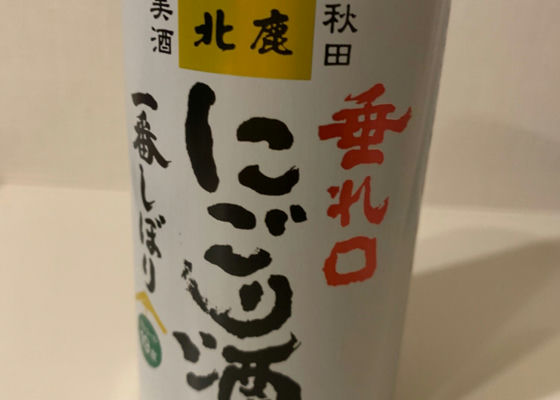 秋田
北鹿
美酒
垂れ口
にごり酒
一番しぼり